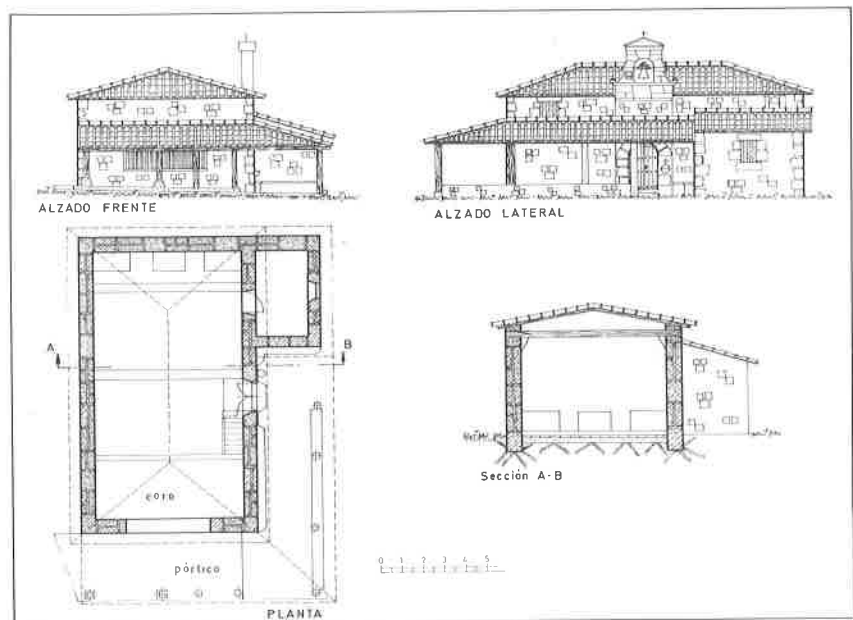 ALZADO FRENTE
ALZADO LATERAL
A
B
coro
pórtico
PLANTA
Sección A-B
0 1 2 3 4 5